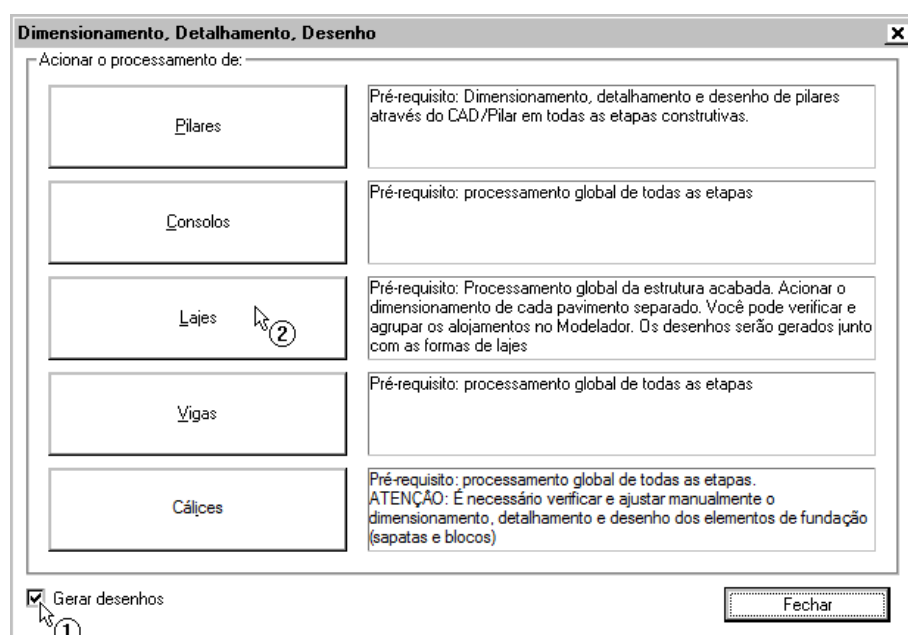 Dimensionamento, Detalhamento, Desenho
Acionar o processamento de:
Pilares
Pré-requisito: Dimensionamento, detalhamento e desenho de pilares
através do CAD/Pilar em todas as etapas construtivas.
Consolos
Pré-requisito: processamento global de todas as etapas
Lajes
2
Pré-requisito: Processamento global da estrutura acabada. Acionar o
dimensionamento de cada pavimento separado. Você pode verificar e
agrupar os alojamentos no Modelador. Os desenhos serão gerados junto
com as formas de lajes
Vigas
Pré-requisito: processamento global de todas as etapas
Cálices
Pré-requisito: processamento global de todas as etapas.
ATENÇÃO: É necessário verificar e ajustar manualmente o
dimensionamento, detalhamento e desenho dos elementos de fundação
(sapatas e blocos)
Gerar desenhos
1
Fechar